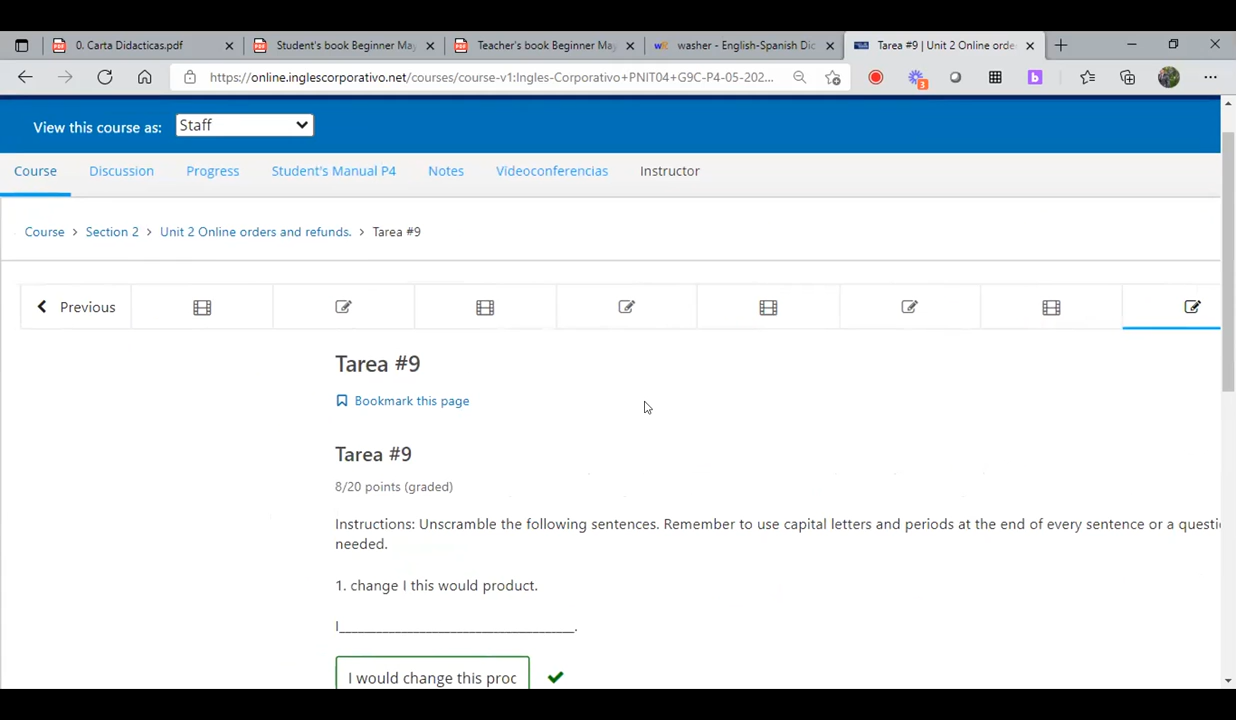 0. Carta Didacticas.pdf
Student's book Beginner May
Teacher's book Beginner May
washer - English-Spanish Dic
Tarea #9 | Unit 2 Online orde
https://online.inglescorporativo.net/courses/course-v1:Ingles-Corporativo+PNIT04+G9C-P4-05-202...
3
b
View this course as: Staff
Course Discussion Progress Student's Manual P4 Notes Videoconferencias Instructor
Course > Section 2 > Unit 2 Online orders and refunds. > Tarea #9
Previous
Tarea #9
Bookmark this page
Tarea #9
8/20 points (graded)
Instructions: Unscramble the following sentences. Remember to use capital letters and periods at the end of every sentence or a questi
needed.
1. change I this would product.
I___________________________________.
I would change this proc